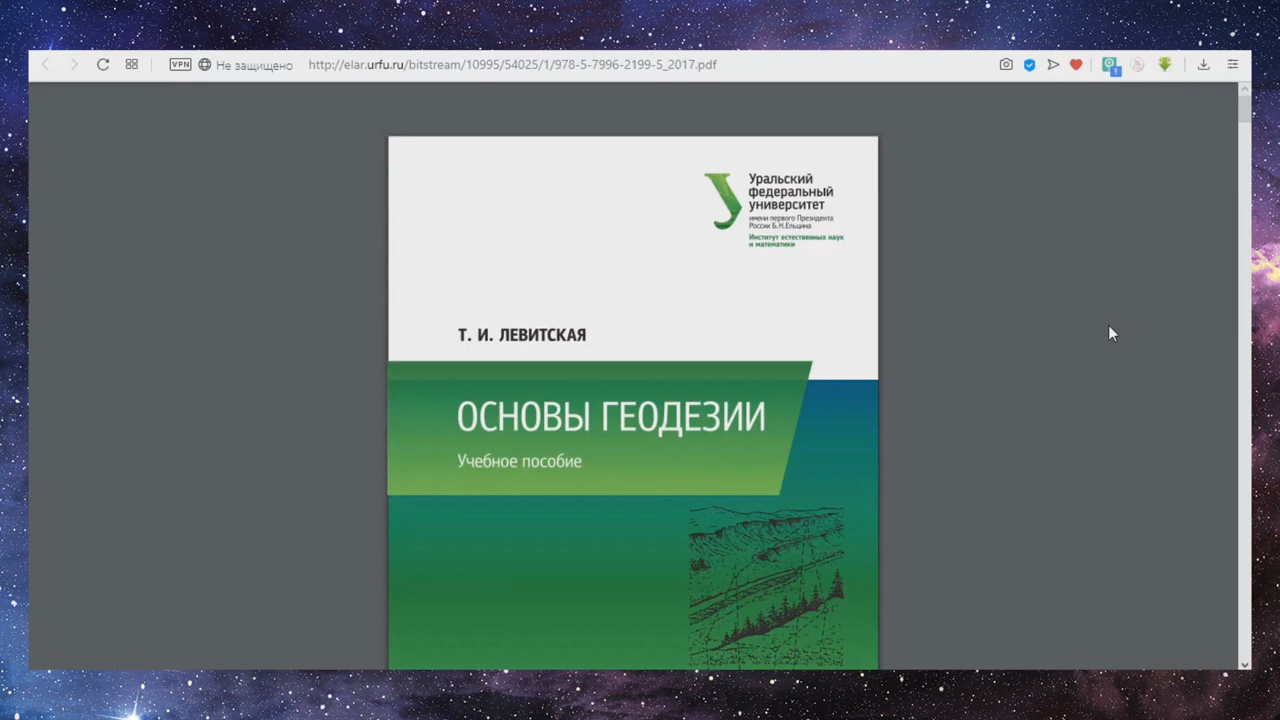 VPN Не защищено http://elar.urfu.ru/bitstream/10995/54025/1/978-5-7996-2199-5_2017.pdf
Уральский
федеральный
университет
имени первого Президента
России Б.Н.Ельцина
Институт естественных наук
и математики
Т. И. ЛЕВИТСКАЯ
ОСНОВЫ ГЕОДЕЗИИ
Учебное пособие